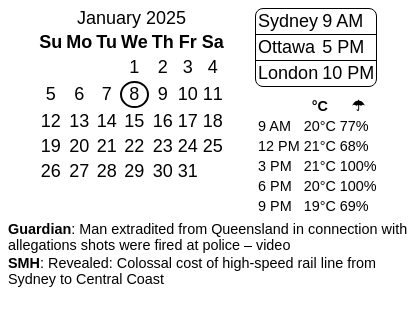 January 2025
Su Mo Tu We Th Fr Sa
1 2 3 4
5 6 7 8 9 10 11
12 13 14 15 16 17 18
19 20 21 22 23 24 25
26 27 28 29 30 31
Sydney 9 AM
Ottawa 5 PM
London 10 PM
°C ☂
9 AM 20°C 77%
12 PM 21°C 68%
3 PM 21°C 100%
6 PM 20°C 100%
9 PM 19°C 69%
Guardian: Man extradited from Queensland in connection with
allegations shots were fired at police – video
SMH: Revealed: Colossal cost of high-speed rail line from
Sydney to Central Coast